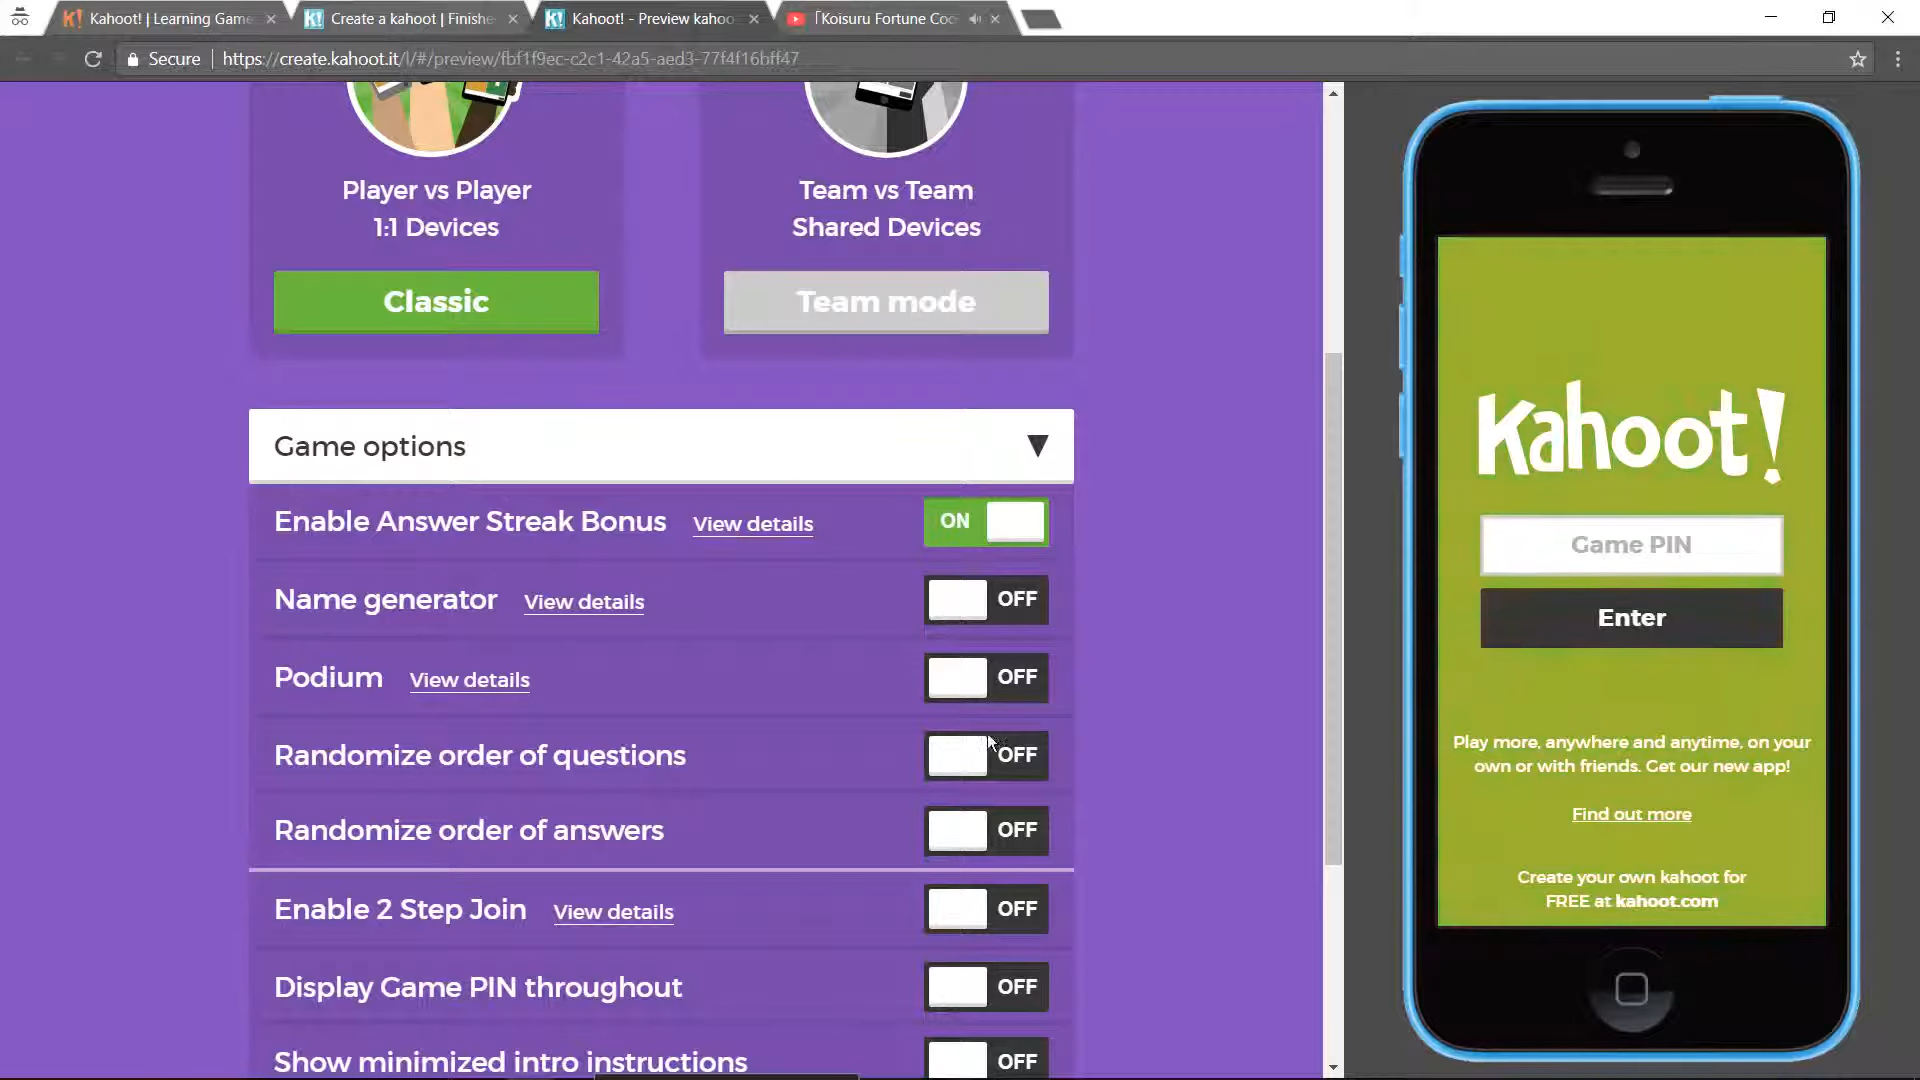 Kahoot! | Learning Game
Create a kahoot | Finishe
Kahoot! - Preview kahoo
「Koisuru Fortune Coo
Secure
https://create.kahoot.it/l/#/preview/fbf1f9ec-c2c1-42a5-aed3-77f4f16bff47
Player vs Player
1:1 Devices
Classic
Team vs Team
Shared Devices
Team mode
Game options
Enable Answer Streak Bonus View details ON
Name generator View details OFF
Podium View details OFF
Randomize order of questions OFF
Randomize order of answers OFF
Enable 2 Step Join View details OFF
Display Game PIN throughout OFF
Show minimized intro instructions OFF
Kahoot!
Game PIN
Enter
Play more, anywhere and anytime, on your
own or with friends. Get our new app!
Find out more
Create your own kahoot for
FREE at kahoot.com